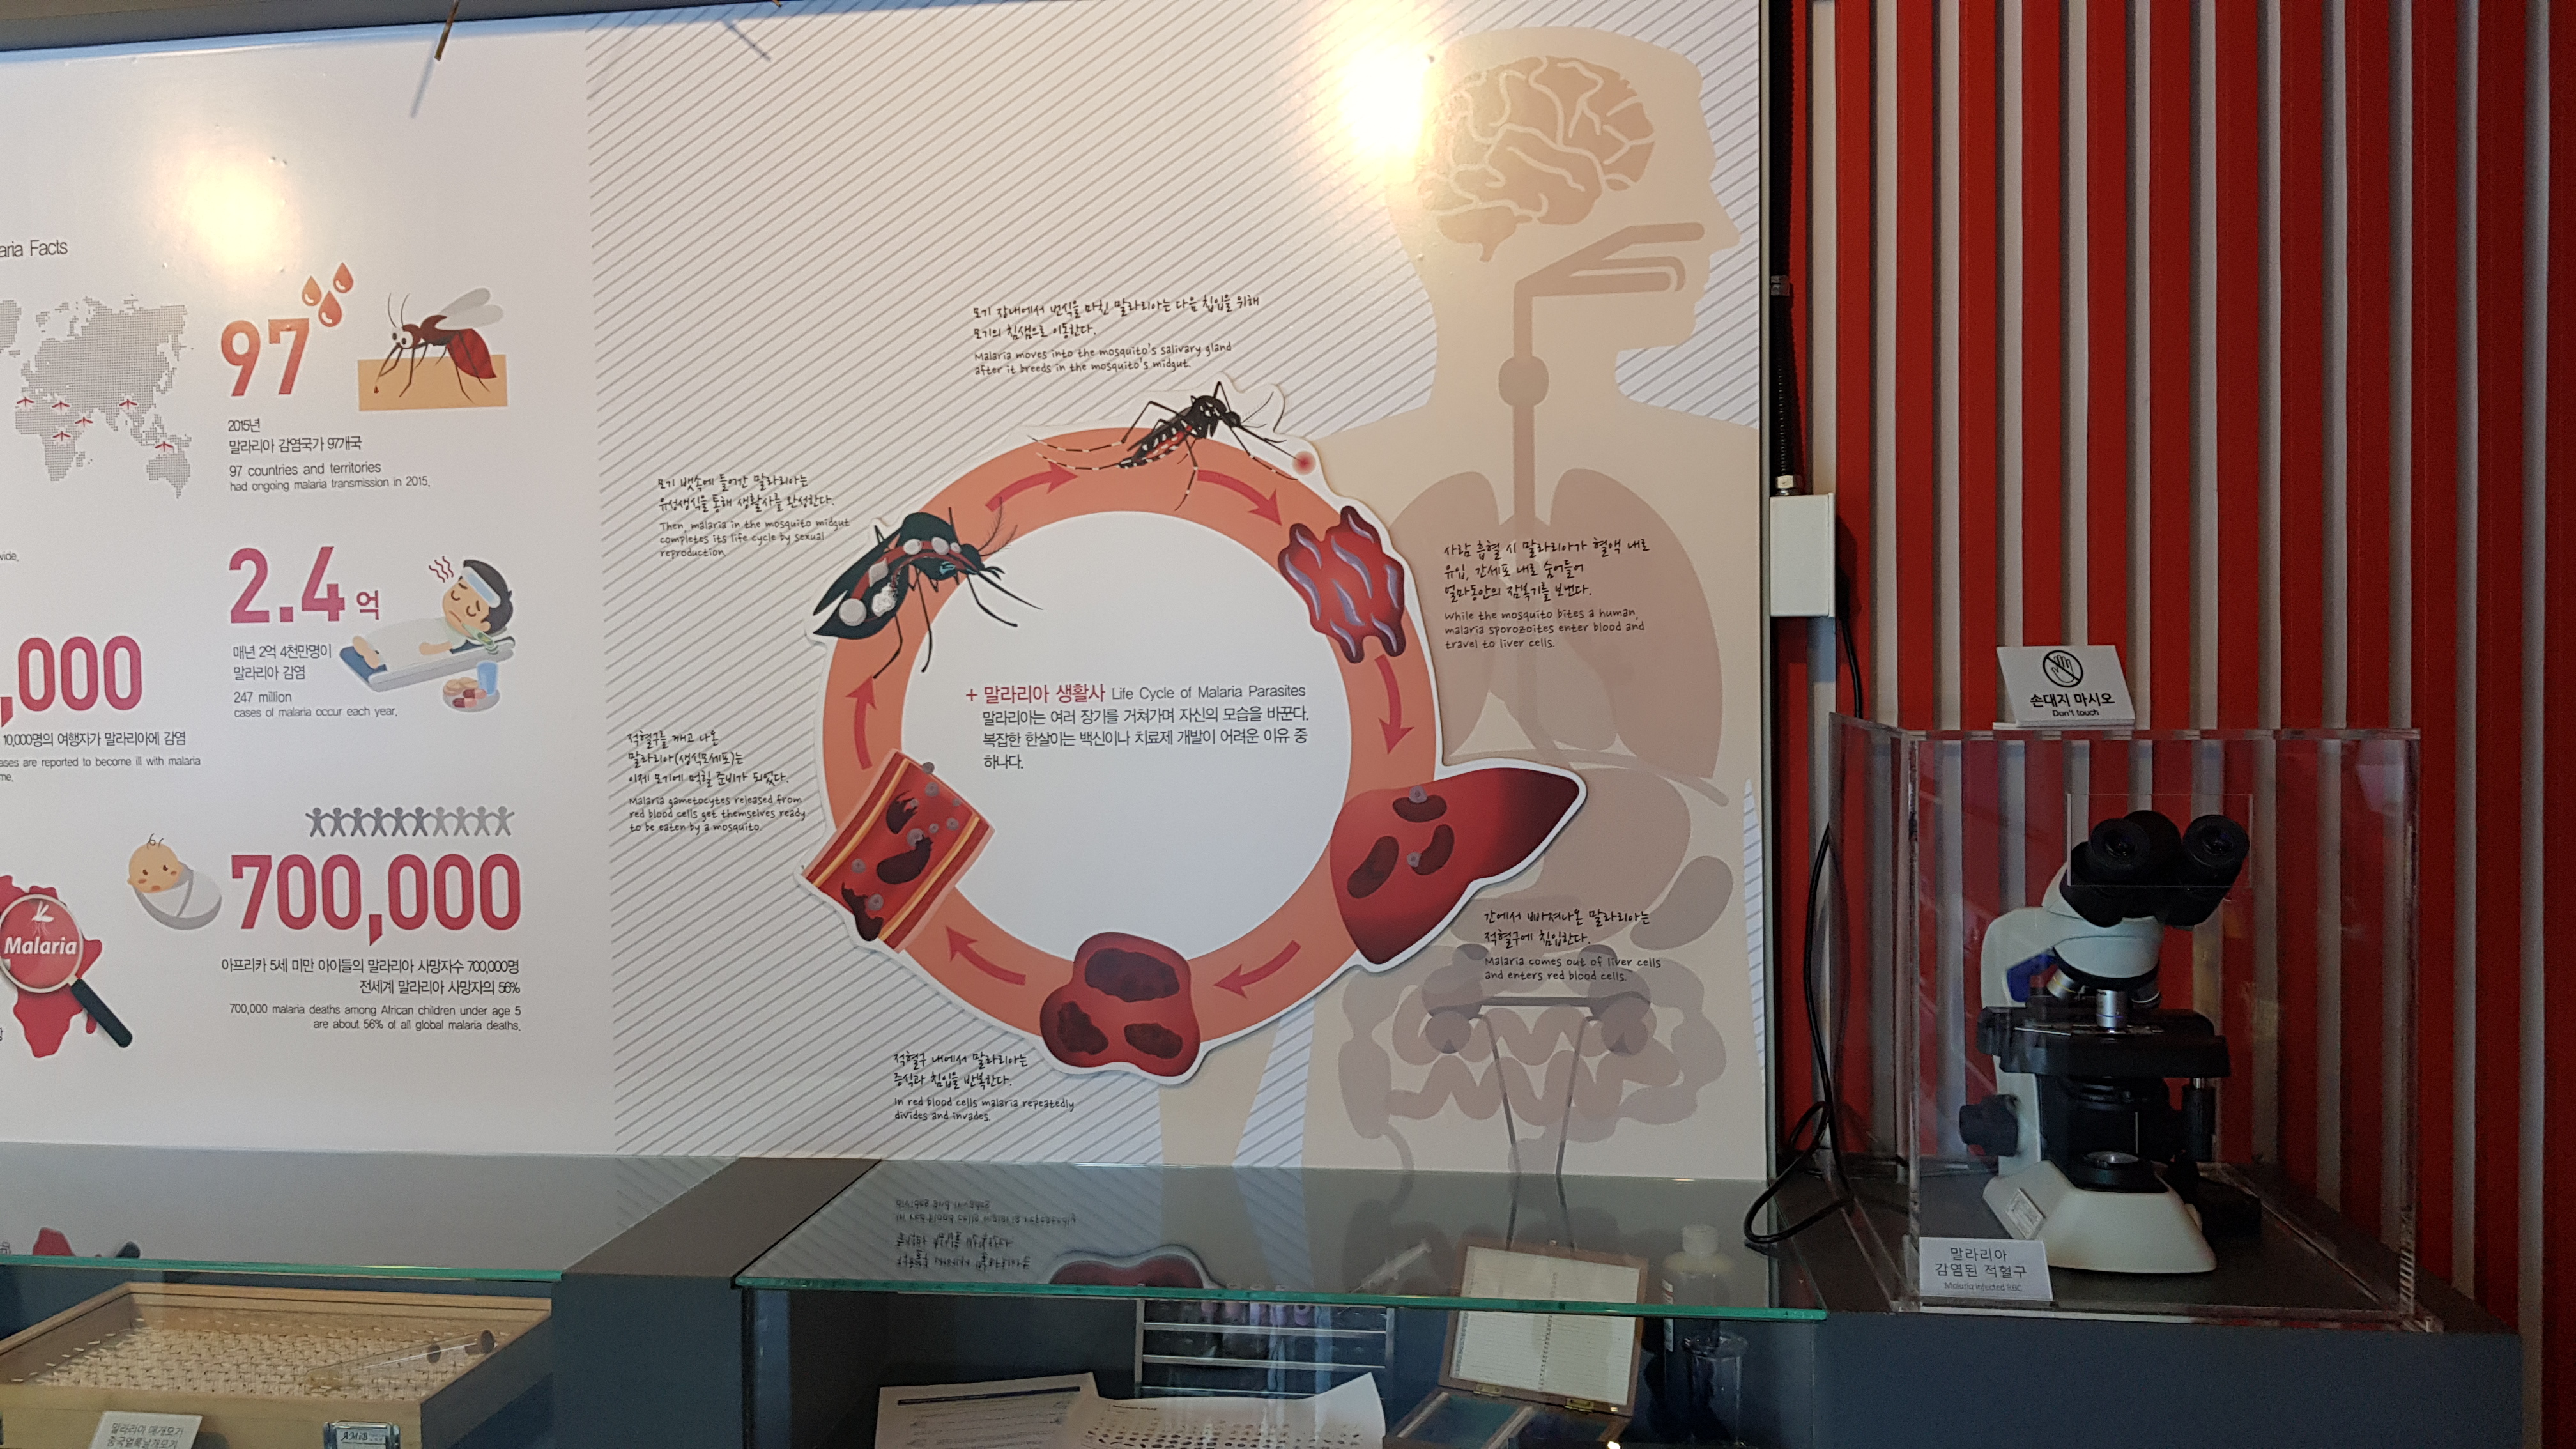 aria Facts
97
2015년
말라리아 감염국가 97개국
97 countries and territories
had ongoing malaria transmission in 2015.
wide.
2.4 억
매년 2억 4천만명이
말라리아 감염
247 million
cases of malaria occur each year.
,000
10,000명의 여행자가 말라리아에 감염
ases are reported to become ill with malaria
me.
Malaria
700,000
아프리카 5세 미만 아이들의 말라리아 사망자수 700,000명
전세계 말라리아 사망자의 56%
700,000 malaria deaths among African children under age 5
are about 56% of all global malaria deaths.
모기 장내에서 번식을 마친 말라리아는 다음 침입을 위해
모기의 침샘으로 이동한다.
Malaria moves into the mosquito's salivary gland
after it breeds in the mosquito's midgut.
모기 뱃속에 들어간 말라리아는
유성생식을 통해 생활사를 완성한다.
Then, malaria in the mosquito midgut
completes its life cycle by sexual
reproduction.
사람 흡혈 시 말라리아가 혈액 내로
유입, 간세포 내로 숨어들어
얼마동안의 잠복기를 보낸다.
While the mosquito bites a human,
malaria sporozoites enter blood and
travel to liver cells.
+ 말라리아 생활사 Life Cycle of Malaria Parasites
말라리아는 여러 장기를 거쳐가며 자신의 모습을 바꾼다.
복잡한 한살이는 백신이나 치료제 개발이 어려운 이유 중
하나다.
적혈구를 깨고 나온
말라리아(생식모세포)는
이제 모기에 먹힐 준비가 되었다.
Malaria gametocytes released from
red blood cells get themselves ready
to be eaten by a mosquito.
간에서 빠져나온 말라리아는
적혈구에 침입한다.
Malaria comes out of liver cells
and enters red blood cells.
적혈구 내에서 말라리아는
증식과 침입을 반복한다.
In red blood cells malaria repeatedly
divides and invades.
손대지 마시오
Don't touch
말라리아
감염된 적혈구
Malaria infected RBC
말라리아 매개모기
중국얼룩날개모기